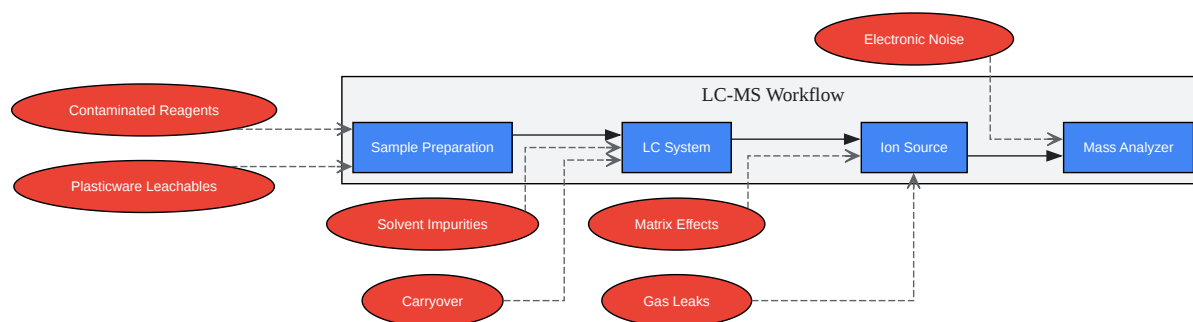 Electronic Noise
LC-MS Workflow
Contaminated Reagents
Sample Preparation
LC System
Ion Source
Mass Analyzer
Plasticware Leachables
Solvent Impurities
Matrix Effects
Carryover
Gas Leaks